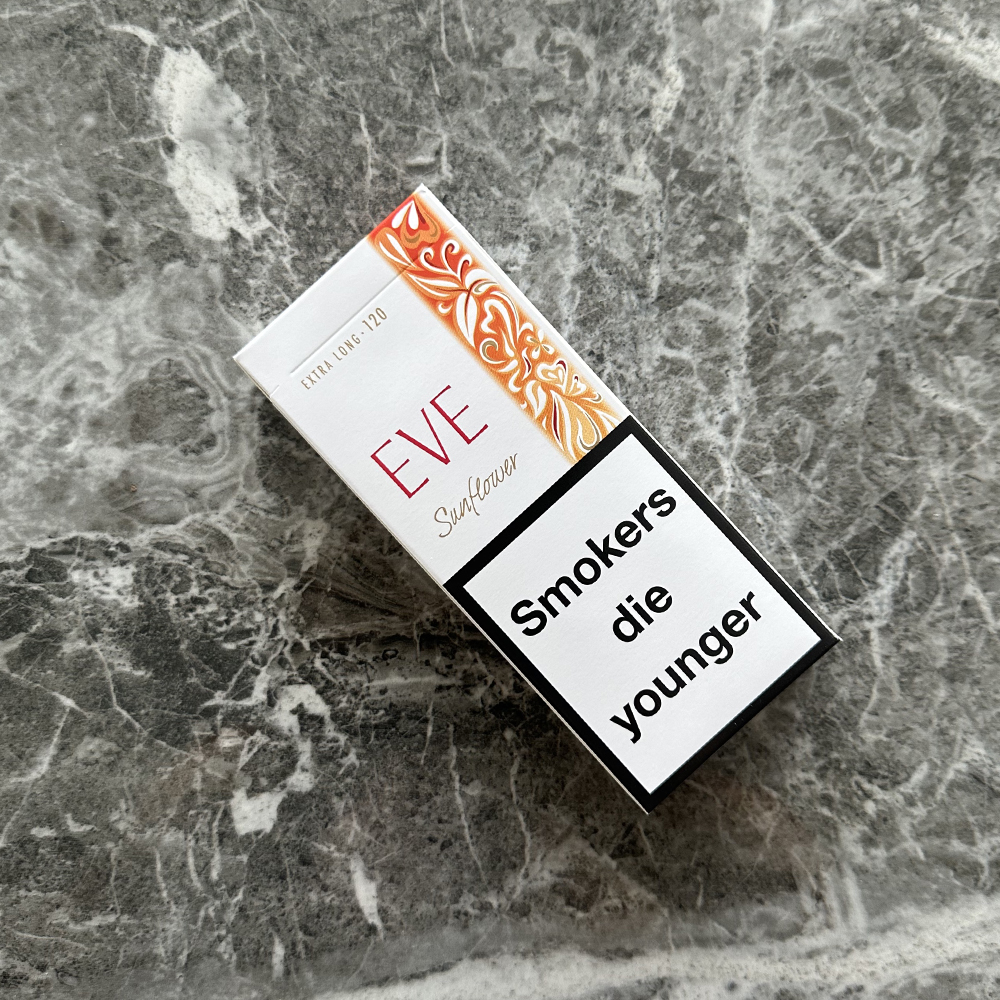 EXTRA LONG-120
EVE
Sunflower
Smokers
die
younger